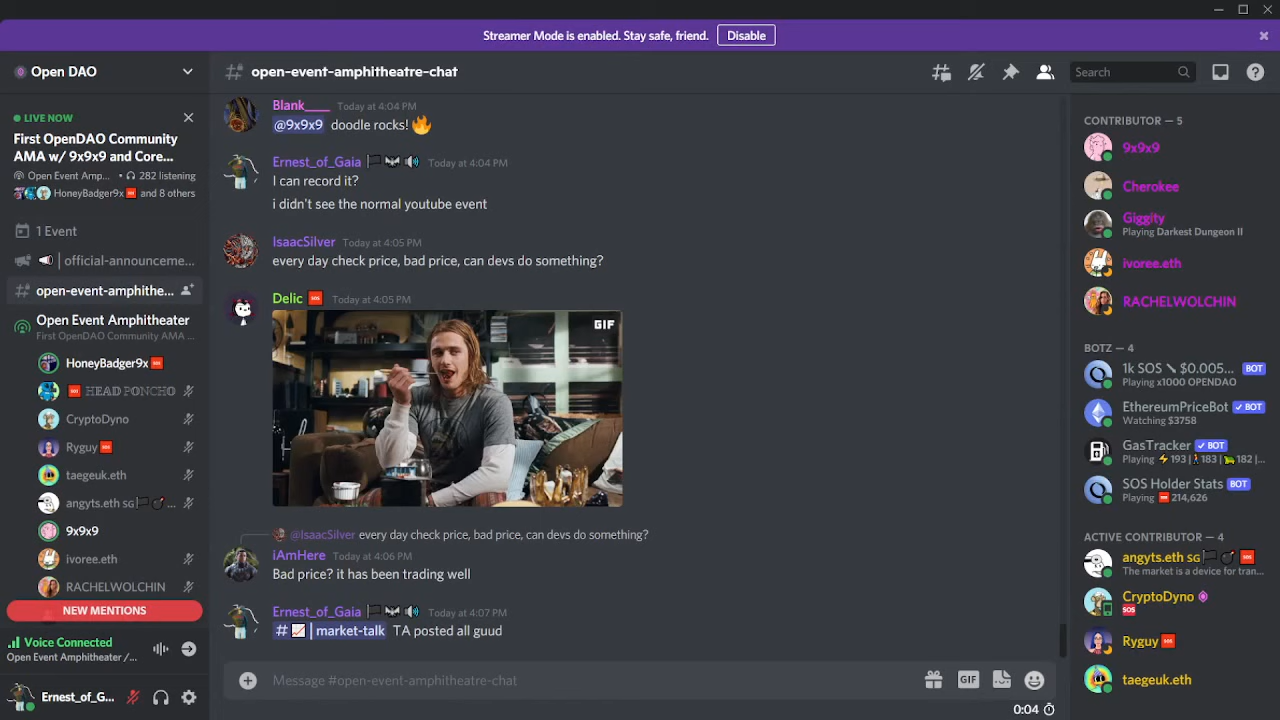 Streamer Mode is enabled. Stay safe, friend. Disable
Open DAO
LIVE NOW
First OpenDAO Community
AMA w/ 9x9x9 and Core...
Open Event Amp... • 282 listening
HoneyBadger9x and 8 others
1 Event
| official-announceme...
open-event-amphithe...
Open Event Amphitheater
First OpenDAO Community AMA ...
HoneyBadger9x
HEAD PONCHO
CryptoDyno
Ryguy
taegeuk.eth
angyts.eth sg ...
9x9x9
ivoree.eth
RACHELWOLCHIN
NEW MENTIONS
Voice Connected
Open Event Amphitheater /...
Ernest_of_G...
open-event-amphitheatre-chat
Search
Blank____ Today at 4:04 PM
@9x9x9 doodle rocks! 🔥
Ernest_of_Gaia Today at 4:04 PM
I can record it?
i didn't see the normal youtube event
IsaacSilver Today at 4:05 PM
every day check price, bad price, can devs do something?
Delic SOS Today at 4:05 PM
GIF
@IsaacSilver every day check price, bad price, can devs do something?
iAmHere Today at 4:06 PM
Bad price? it has been trading well
Ernest_of_Gaia Today at 4:07 PM
# | market-talk TA posted all guud
Message #open-event-amphitheatre-chat
GIF
0:04
CONTRIBUTOR — 5
9x9x9
Cherokee
Giggity
Playing Darkest Dungeon II
ivoree.eth
RACHELWOLCHIN
BOTZ — 4
1k SOS ↘ $0.005... BOT
Playing x1000 OPENDAO
EthereumPriceBot ✓ BOT
Watching $3758
GasTracker ✓ BOT
Playing ⚡193 | 🚶183 | 🐢182 |...
SOS Holder Stats BOT
Playing 🆘 214,626
ACTIVE CONTRIBUTOR — 4
angyts.eth sg
The market is a device for tran...
CryptoDyno
SOS
Ryguy
taegeuk.eth